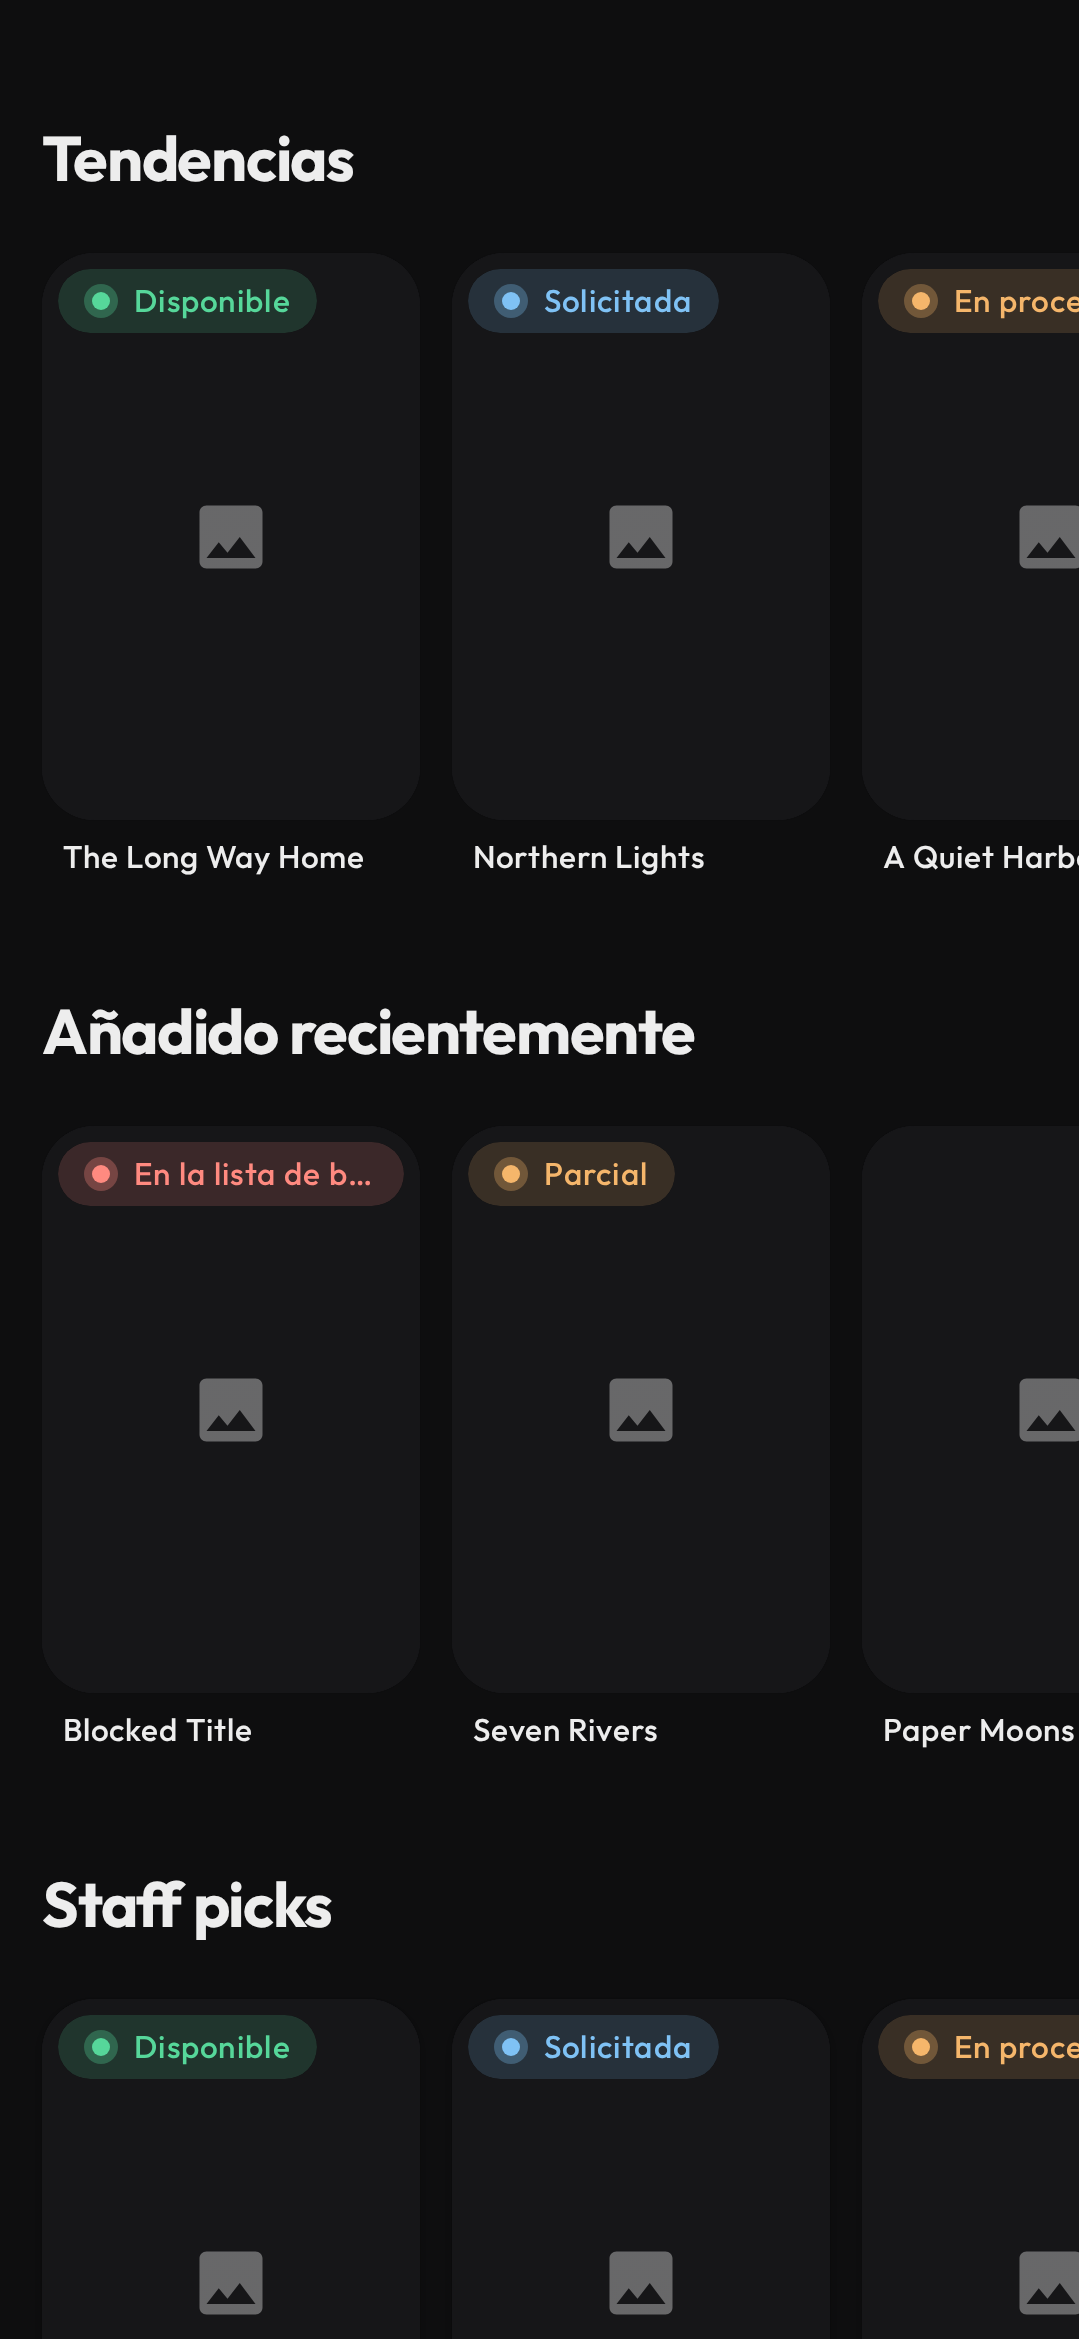 Tendencias
Disponible
Solicitada
En proce
The Long Way Home
Northern Lights
A Quiet Harb
Añadido recientemente
En la lista de b...
Parcial
Blocked Title
Seven Rivers
Paper Moons
Staff picks
Disponible
Solicitada
En proce